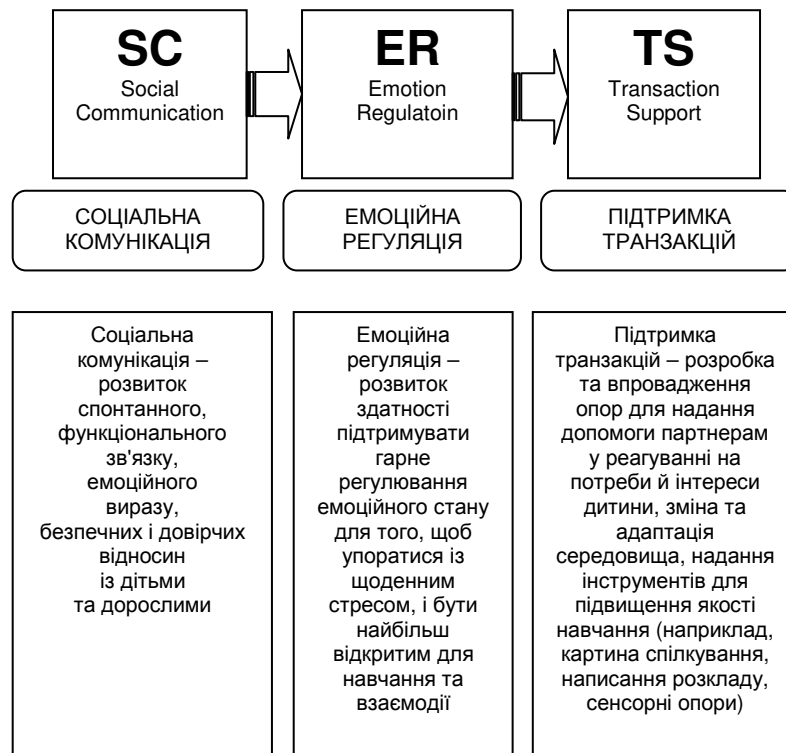 SC
Social
Communication
ER
Emotion
Regulatoin
TS
Transaction
Support
СОЦІАЛЬНА
КОМУНІКАЦІЯ
ЕМОЦІЙНА
РЕГУЛЯЦІЯ
ПІДТРИМКА
ТРАНЗАКЦІЙ
Соціальна
комунікація –
розвиток
спонтанного,
функціонального
зв'язку,
емоційного
виразу,
безпечних і довірчих
відносин
із дітьми
та дорослими
Емоційна
регуляція –
розвиток
здатності
підтримувати
гарне
регулювання
емоційного стану
для того, щоб
упоратися із
щоденним
стресом, і бути
найбільш
відкритим для
навчання та
взаємодії
Підтримка
транзакцій – розробка
та впровадження
опор для надання
допомоги партнерам
у реагуванні на
потреби й інтереси
дитини, зміна та
адаптація
середовища, надання
інструментів для
підвищення якості
навчання (наприклад,
картина спілкування,
написання розкладу,
сенсорні опори)